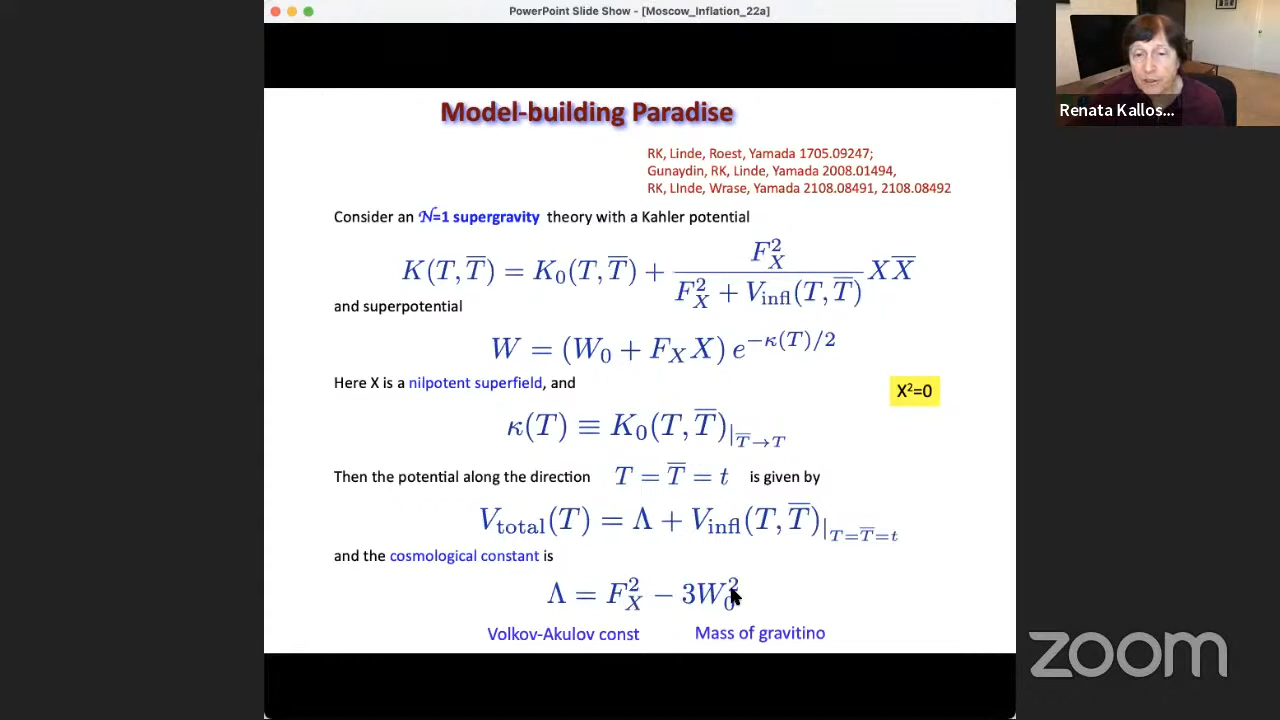 PowerPoint Slide Show - [Moscow_Inflation_22a]
Renata Kallos...
Model-building Paradise
RK, Linde, Roest, Yamada 1705.09247;
Gunaydin, RK, Linde, Yamada 2008.01494,
RK, LInde, Wrase, Yamada 2108.08491, 2108.08492
Consider an 𝒩=1 supergravity theory with a Kahler potential
K(T, T̅) = K₀(T, T̅) + F_X² / (F_X² + V_infl(T, T̅)) X X̅
and superpotential
W = (W₀ + F_X X) e^{−κ(T)/2}
Here X is a nilpotent superfield, and
X²=0
κ(T) ≡ K₀(T, T̅)|_{T̅→T}
Then the potential along the direction T = T̅ = t is given by
V_total(T) = Λ + V_infl(T, T̅)|_{T=T̅=t}
and the cosmological constant is
Λ = F_X² − 3W₀²
Volkov-Akulov const Mass of gravitino
zoom